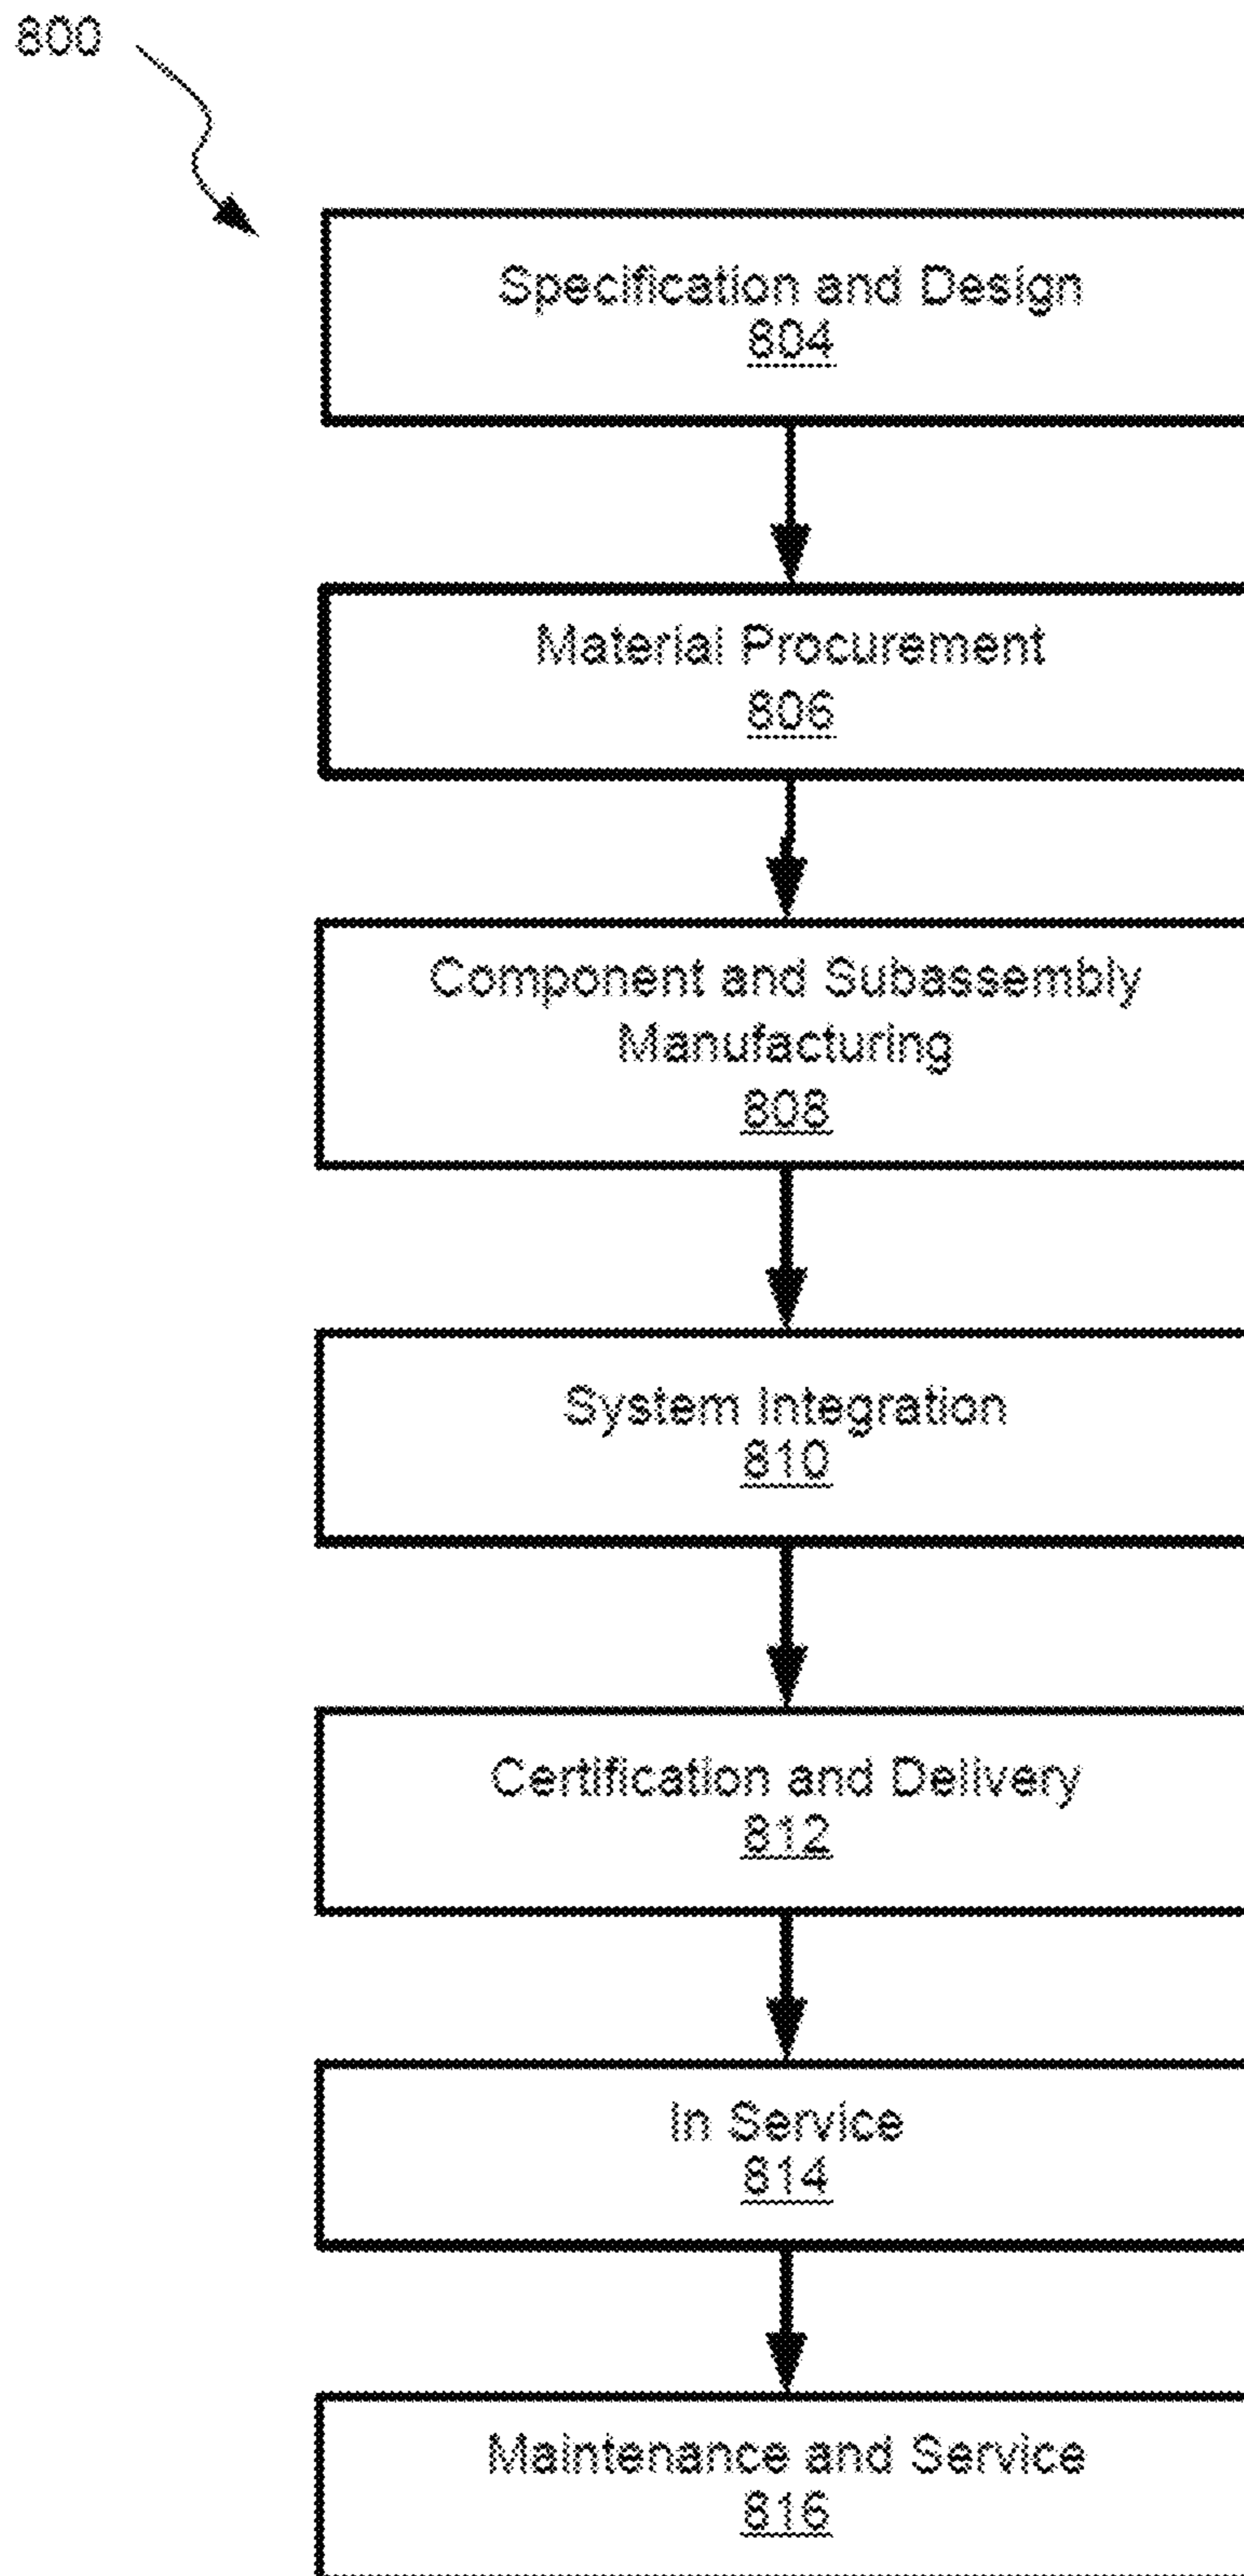 800
Specification and Design
804
Material Procurement
806
Component and Subassembly
Manufacturing
808
System Integration
810
Certification and Delivery
812
In Service
814
Maintenance and Service
816